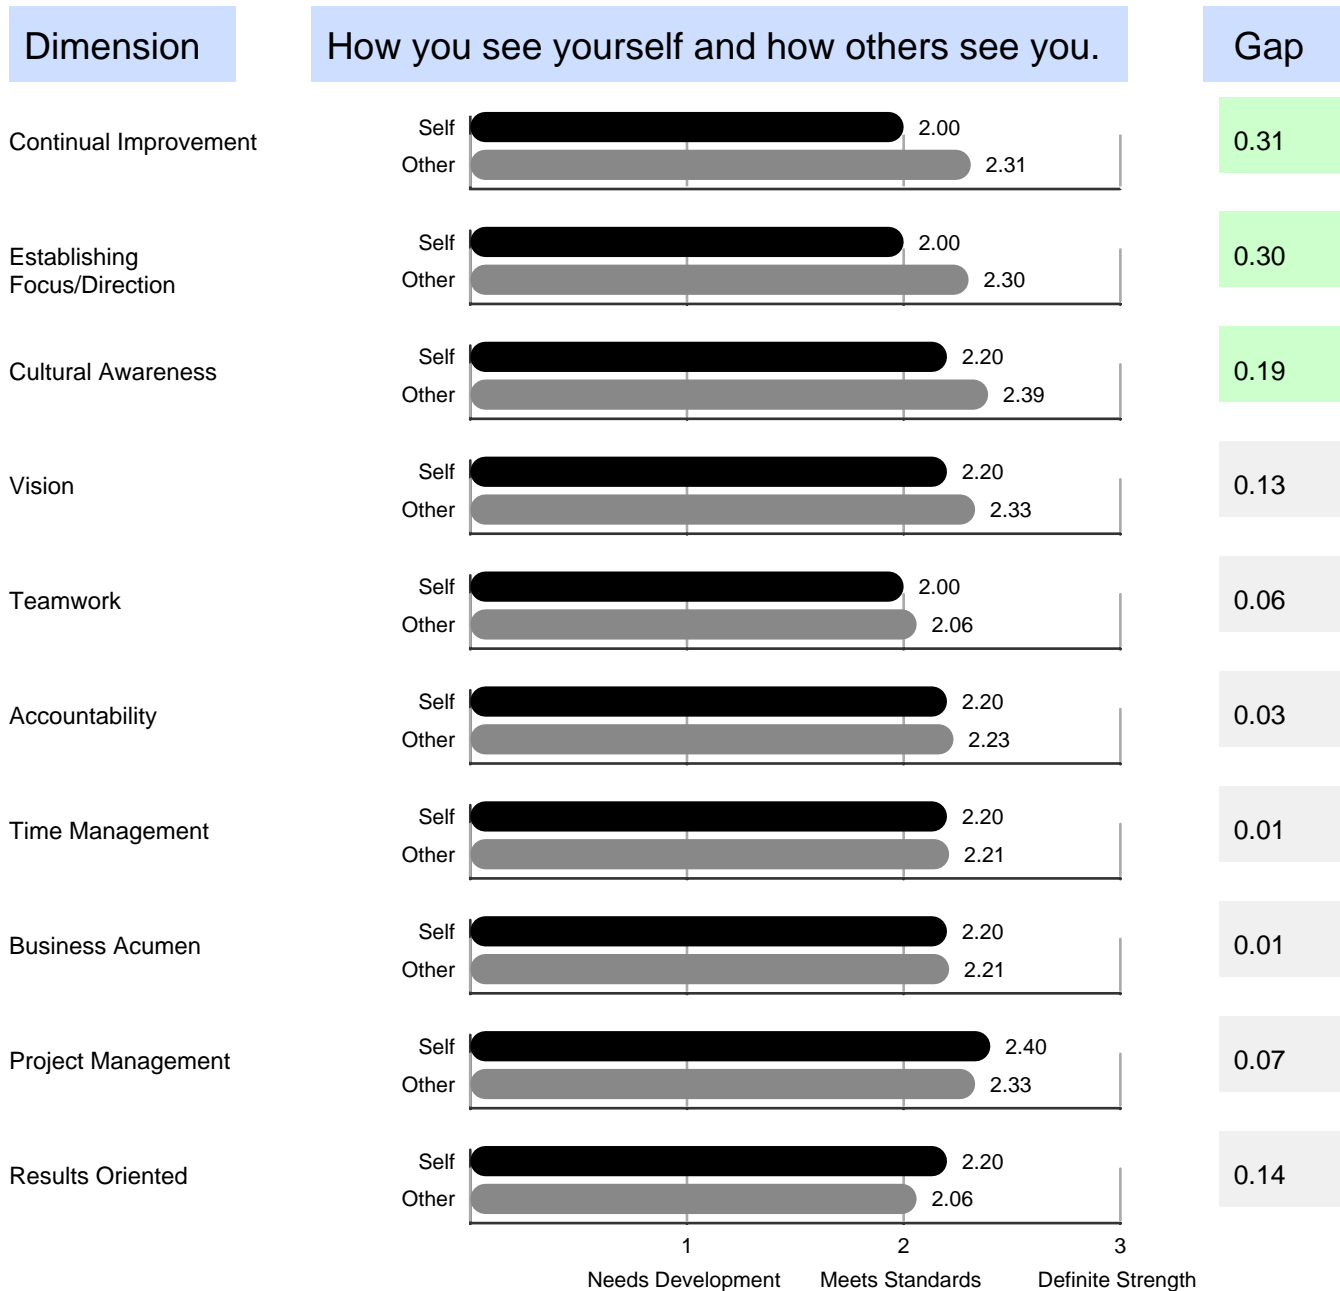 Dimension
How you see yourself and how others see you.
Gap
Continual Improvement
Self
2.00
Other
2.31
0.31
Establishing
Focus/Direction
Self
2.00
Other
2.30
0.30
Cultural Awareness
Self
2.20
Other
2.39
0.19
Vision
Self
2.20
Other
2.33
0.13
Teamwork
Self
2.00
Other
2.06
0.06
Accountability
Self
2.20
Other
2.23
0.03
Time Management
Self
2.20
Other
2.21
0.01
Business Acumen
Self
2.20
Other
2.21
0.01
Project Management
Self
2.40
Other
2.33
0.07
Results Oriented
Self
2.20
Other
2.06
0.14
1
2
3
Needs Development
Meets Standards
Definite Strength